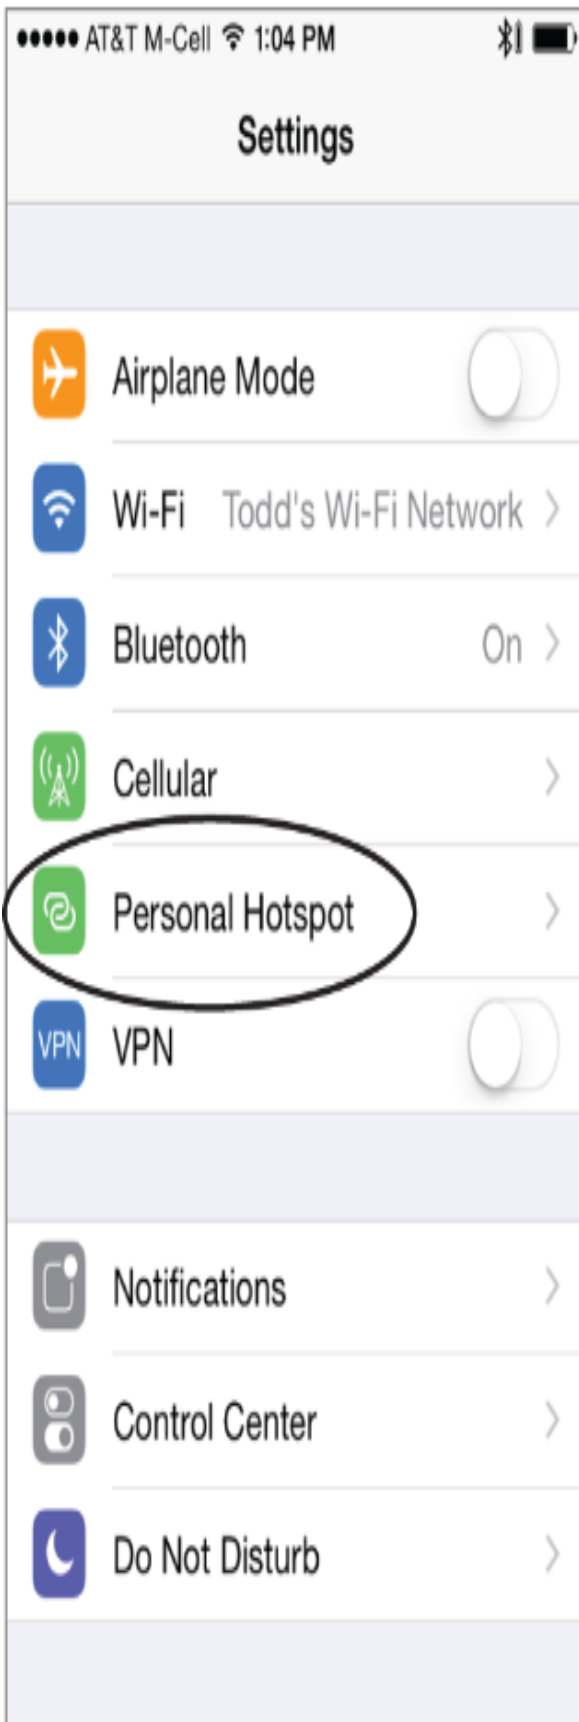 AT&T M-Cell 1:04 PM
Settings
Airplane Mode
Wi-Fi Todd's Wi-Fi Network
Bluetooth On
Cellular
Personal Hotspot
VPN VPN
Notifications
Control Center
Do Not Disturb